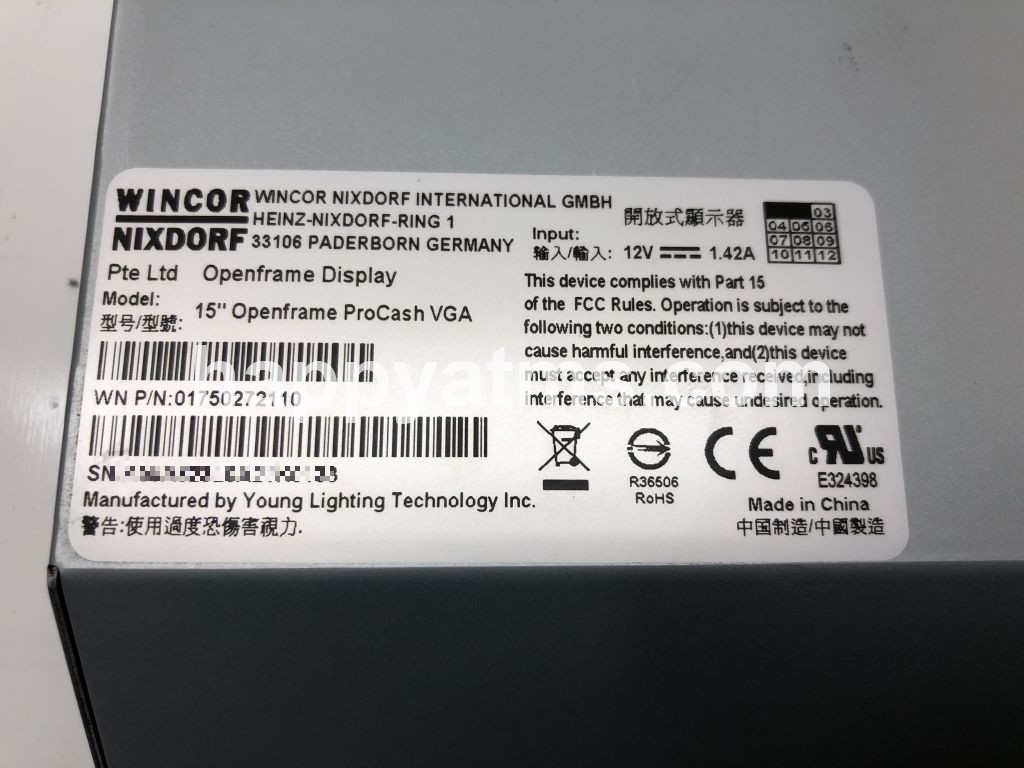 WINCOR
NIXDORF
WINCOR NIXDORF INTERNATIONAL GMBH
HEINZ-NIXDORF-RING 1
33106 PADERBORN GERMANY
Pte Ltd Openframe Display
Model:
型号/型號: 15" Openframe ProCash VGA
WN P/N:01750272110
SN
Manufactured by Young Lighting Technology Inc.
警告:使用過度恐傷害視力.
開放式顯示器
03
04 06 05
07 08 09
10 11 12
Input:
输入/輸入: 12V 1.42A
This device complies with Part 15
of the FCC Rules. Operation is subject to the
following two conditions:(1)this device may not
cause harmful interference,and(2)this device
must accept any interference received,including
interference that may cause undesired operation.
R36506
RoHS
CE
c RU US
E324398
Made in China
中国制造/中國製造